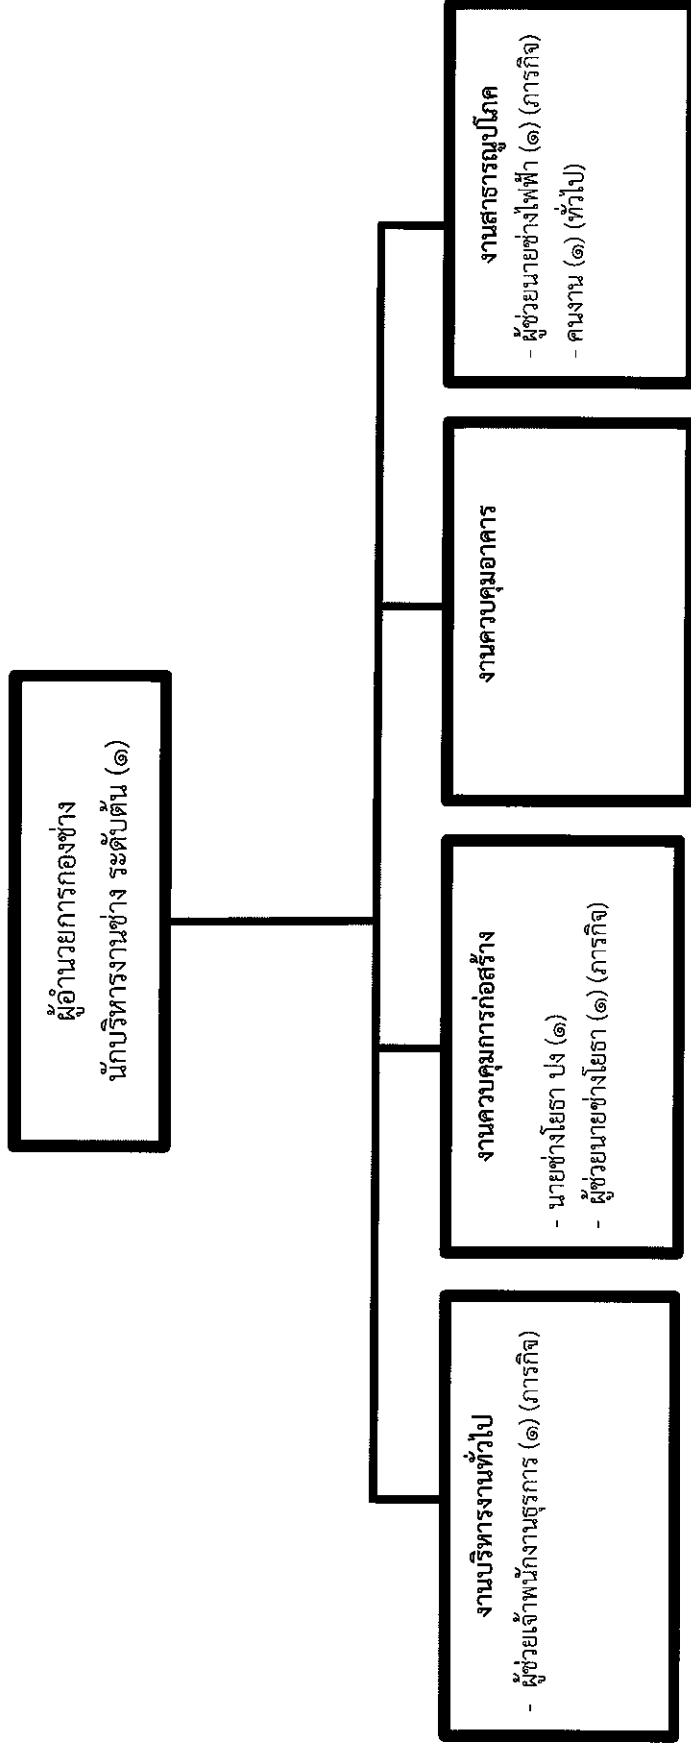 ผู้อำนวยการกองช่าง
นักบริหารงานช่าง ระดับต้น (๑)
งานบริหารงานทั่วไป
- ผู้ช่วยเจ้าพนักงานธุรการ (๑) (ภารกิจ)
งานควบคุมการก่อสร้าง
- นายช่างโยธา ปง (๑)
- ผู้ช่วยนายช่างโยธา (๑) (ภารกิจ)
งานควบคุมอาคาร
งานสาธารณูปโภค
- ผู้ช่วยนายช่างไฟฟ้า (๑) (ภารกิจ)
- คนงาน (๑) (ทั่วไป)